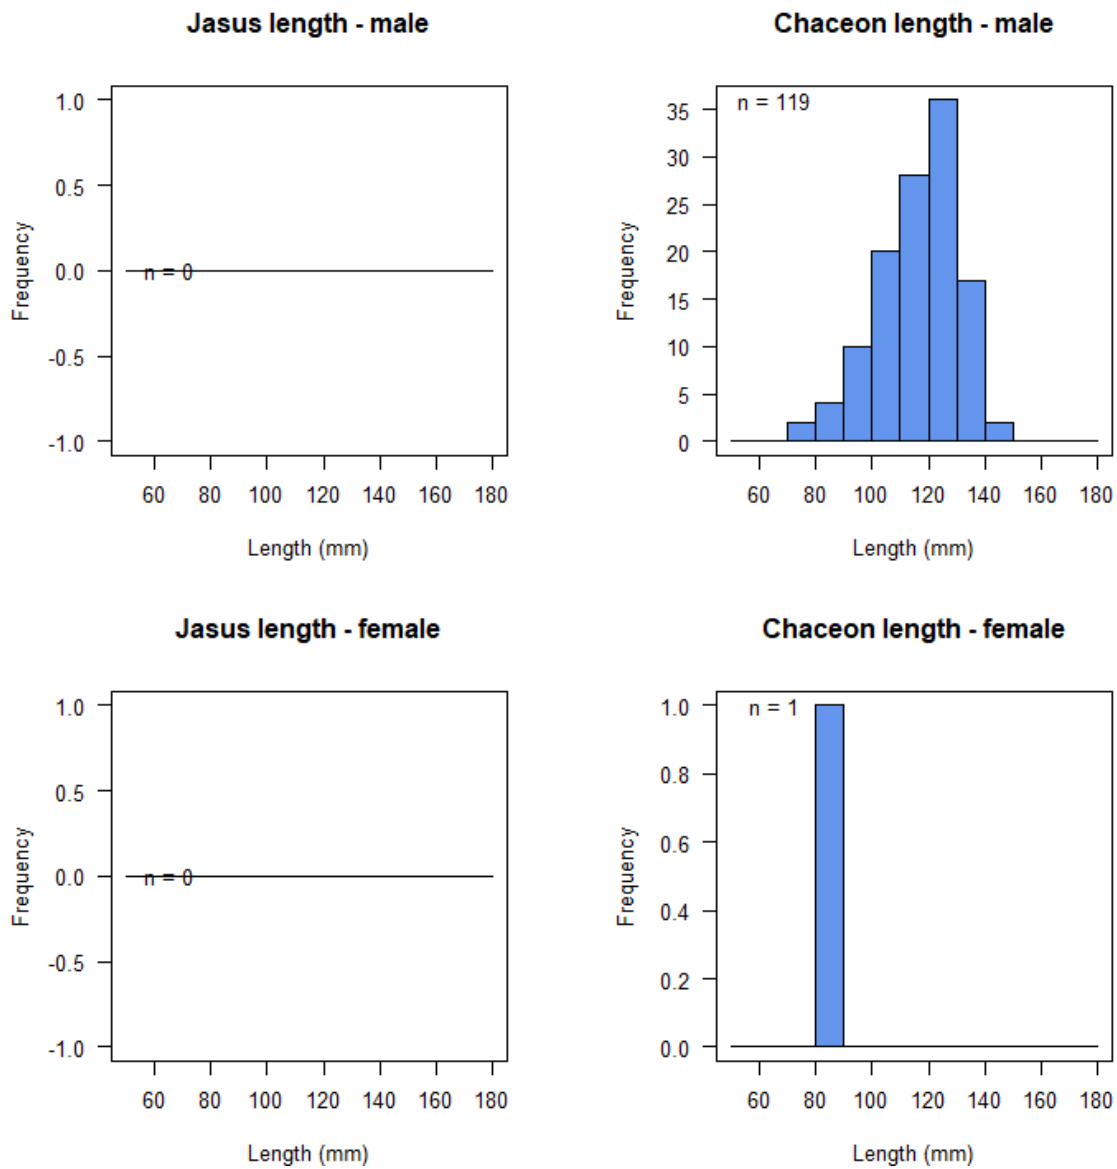 Jasus length - male
1.0
0.5
0.0
-0.5
-1.0
n = 0
Frequency
60 80 100 120 140 160 180
Length (mm)
Chaceon length - male
n = 119
35
30
25
20
15
10
5
0
Frequency
60 80 100 120 140 160 180
Length (mm)
Jasus length - female
1.0
0.5
0.0
-0.5
-1.0
n = 0
Frequency
60 80 100 120 140 160 180
Length (mm)
Chaceon length - female
n = 1
1.0
0.8
0.6
0.4
0.2
0.0
Frequency
60 80 100 120 140 160 180
Length (mm)